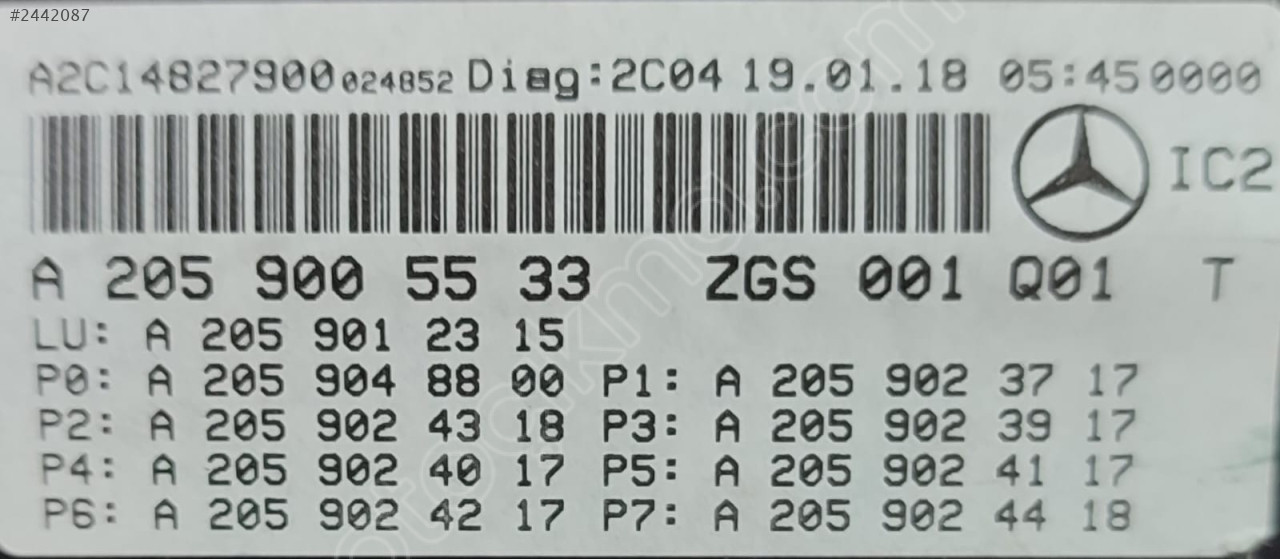 #2442087
A2C14827900024852 Diag:2C04 19.01.18 05:450000
IC2
A 205 900 55 33 ZGS 001 Q01 T
LU: A 205 901 23 15
P0: A 205 904 88 00 P1: A 205 902 37 17
P2: A 205 902 43 18 P3: A 205 902 39 17
P4: A 205 902 40 17 P5: A 205 902 41 17
P6: A 205 902 42 17 P7: A 205 902 44 18